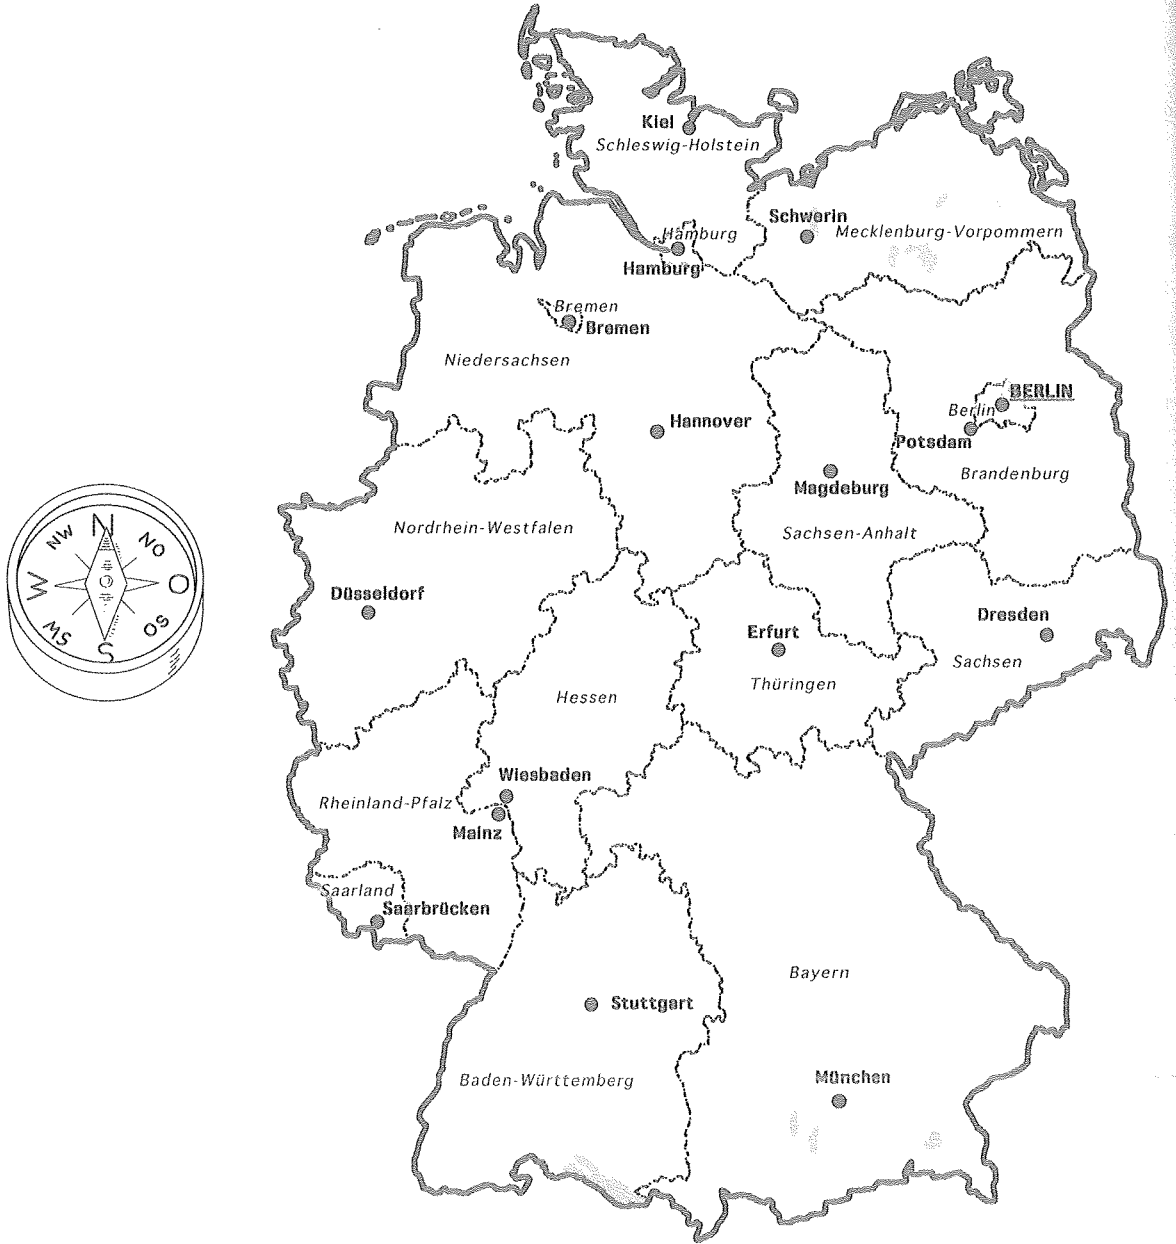 Kiel
Schleswig-Holstein
Schwerin
Mecklenburg-Vorpommern
Hamburg
Hamburg
Bremen
Bremen
Niedersachsen
BERLIN
Berlin
Hannover
Potsdam
Brandenburg
Magdeburg
Sachsen-Anhalt
Nordrhein-Westfalen
N
NW
NO
W
O
SW
SO
S
Düsseldorf
Dresden
Erfurt
Sachsen
Thüringen
Hessen
Wiesbaden
Rheinland-Pfalz
Mainz
Saarland
Saarbrücken
Bayern
Stuttgart
Baden-Württemberg
München